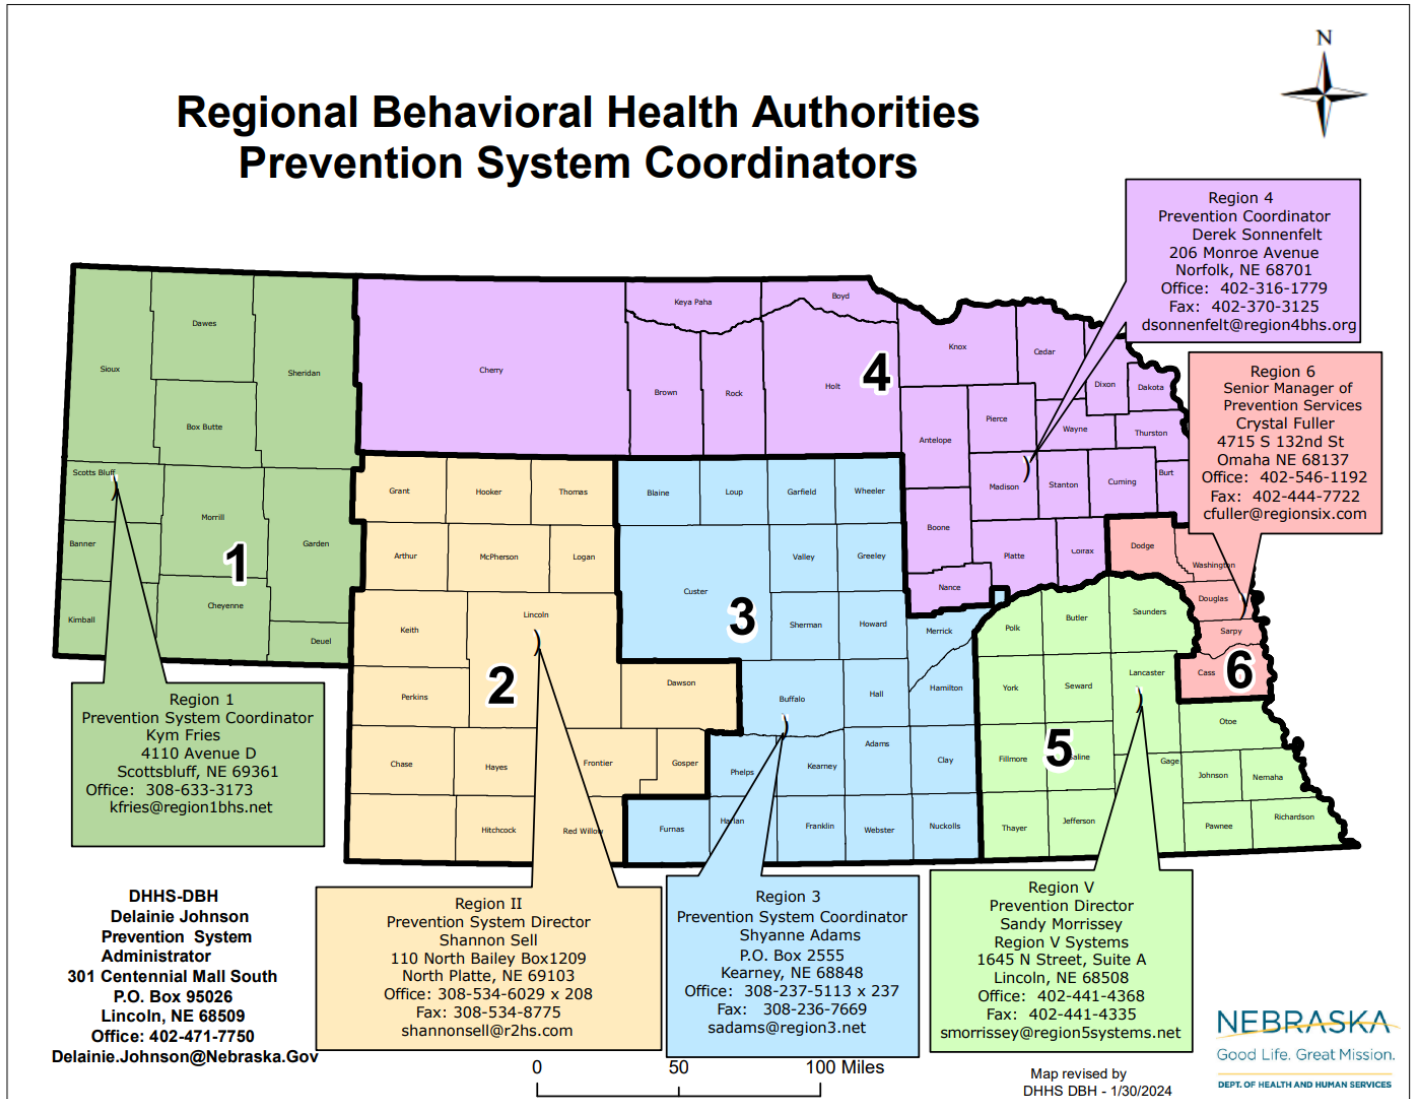 N
Regional Behavioral Health Authorities
Prevention System Coordinators
Region 4
Prevention Coordinator
Derek Sonnenfelt
206 Monroe Avenue
Norfolk, NE 68701
Office: 402-316-1779
Fax: 402-370-3125
dsonnenfelt@region4bhs.org
Region 6
Senior Manager of
Prevention Services
Crystal Fuller
4715 S 132nd St
Omaha NE 68137
Office: 402-546-1192
Fax: 402-444-7722
cfuller@regionsix.com
Sioux
Dawes
Sheridan
Box Butte
Scotts Bluff
Morrill
Garden
Banner
1
Cheyenne
Kimball
Deuel
Cherry
Keya Paha
Boyd
Brown
Rock
Holt
4
Knox
Cedar
Dixon
Dakota
Pierce
Wayne
Thurston
Antelope
Madison
Stanton
Cuming
Burt
Boone
Platte
Colfax
Nance
Grant
Hooker
Thomas
Arthur
McPherson
Logan
Keith
Lincoln
Perkins
2
Dawson
Chase
Hayes
Frontier
Gosper
Hitchcock
Red Willow
Blaine
Loup
Garfield
Wheeler
Custer
Valley
Greeley
3
Sherman
Howard
Merrick
Buffalo
Hall
Hamilton
Phelps
Kearney
Adams
Clay
Furnas
Harlan
Franklin
Webster
Nuckolls
Polk
Butler
Saunders
York
Seward
Lancaster
Otoe
Fillmore
5
Saline
Gage
Johnson
Nemaha
Thayer
Jefferson
Pawnee
Richardson
Dodge
Washington
Douglas
Sarpy
Cass
6
Region 1
Prevention System Coordinator
Kym Fries
4110 Avenue D
Scottsbluff, NE 69361
Office: 308-633-3173
kfries@region1bhs.net
DHHS-DBH
Delainie Johnson
Prevention System
Administrator
301 Centennial Mall South
P.O. Box 95026
Lincoln, NE 68509
Office: 402-471-7750
Delainie.Johnson@Nebraska.Gov
Region II
Prevention System Director
Shannon Sell
110 North Bailey Box1209
North Platte, NE 69103
Office: 308-534-6029 x 208
Fax: 308-534-8775
shannonsell@r2hs.com
Region 3
Prevention System Coordinator
Shyanne Adams
P.O. Box 2555
Kearney, NE 68848
Office: 308-237-5113 x 237
Fax: 308-236-7669
sadams@region3.net
Region V
Prevention Director
Sandy Morrissey
Region V Systems
1645 N Street, Suite A
Lincoln, NE 68508
Office: 402-441-4368
Fax: 402-441-4335
smorrissey@region5systems.net
0 50 100 Miles
Map revised by
DHHS DBH - 1/30/2024
NEBRASKA
Good Life. Great Mission.
DEPT. OF HEALTH AND HUMAN SERVICES